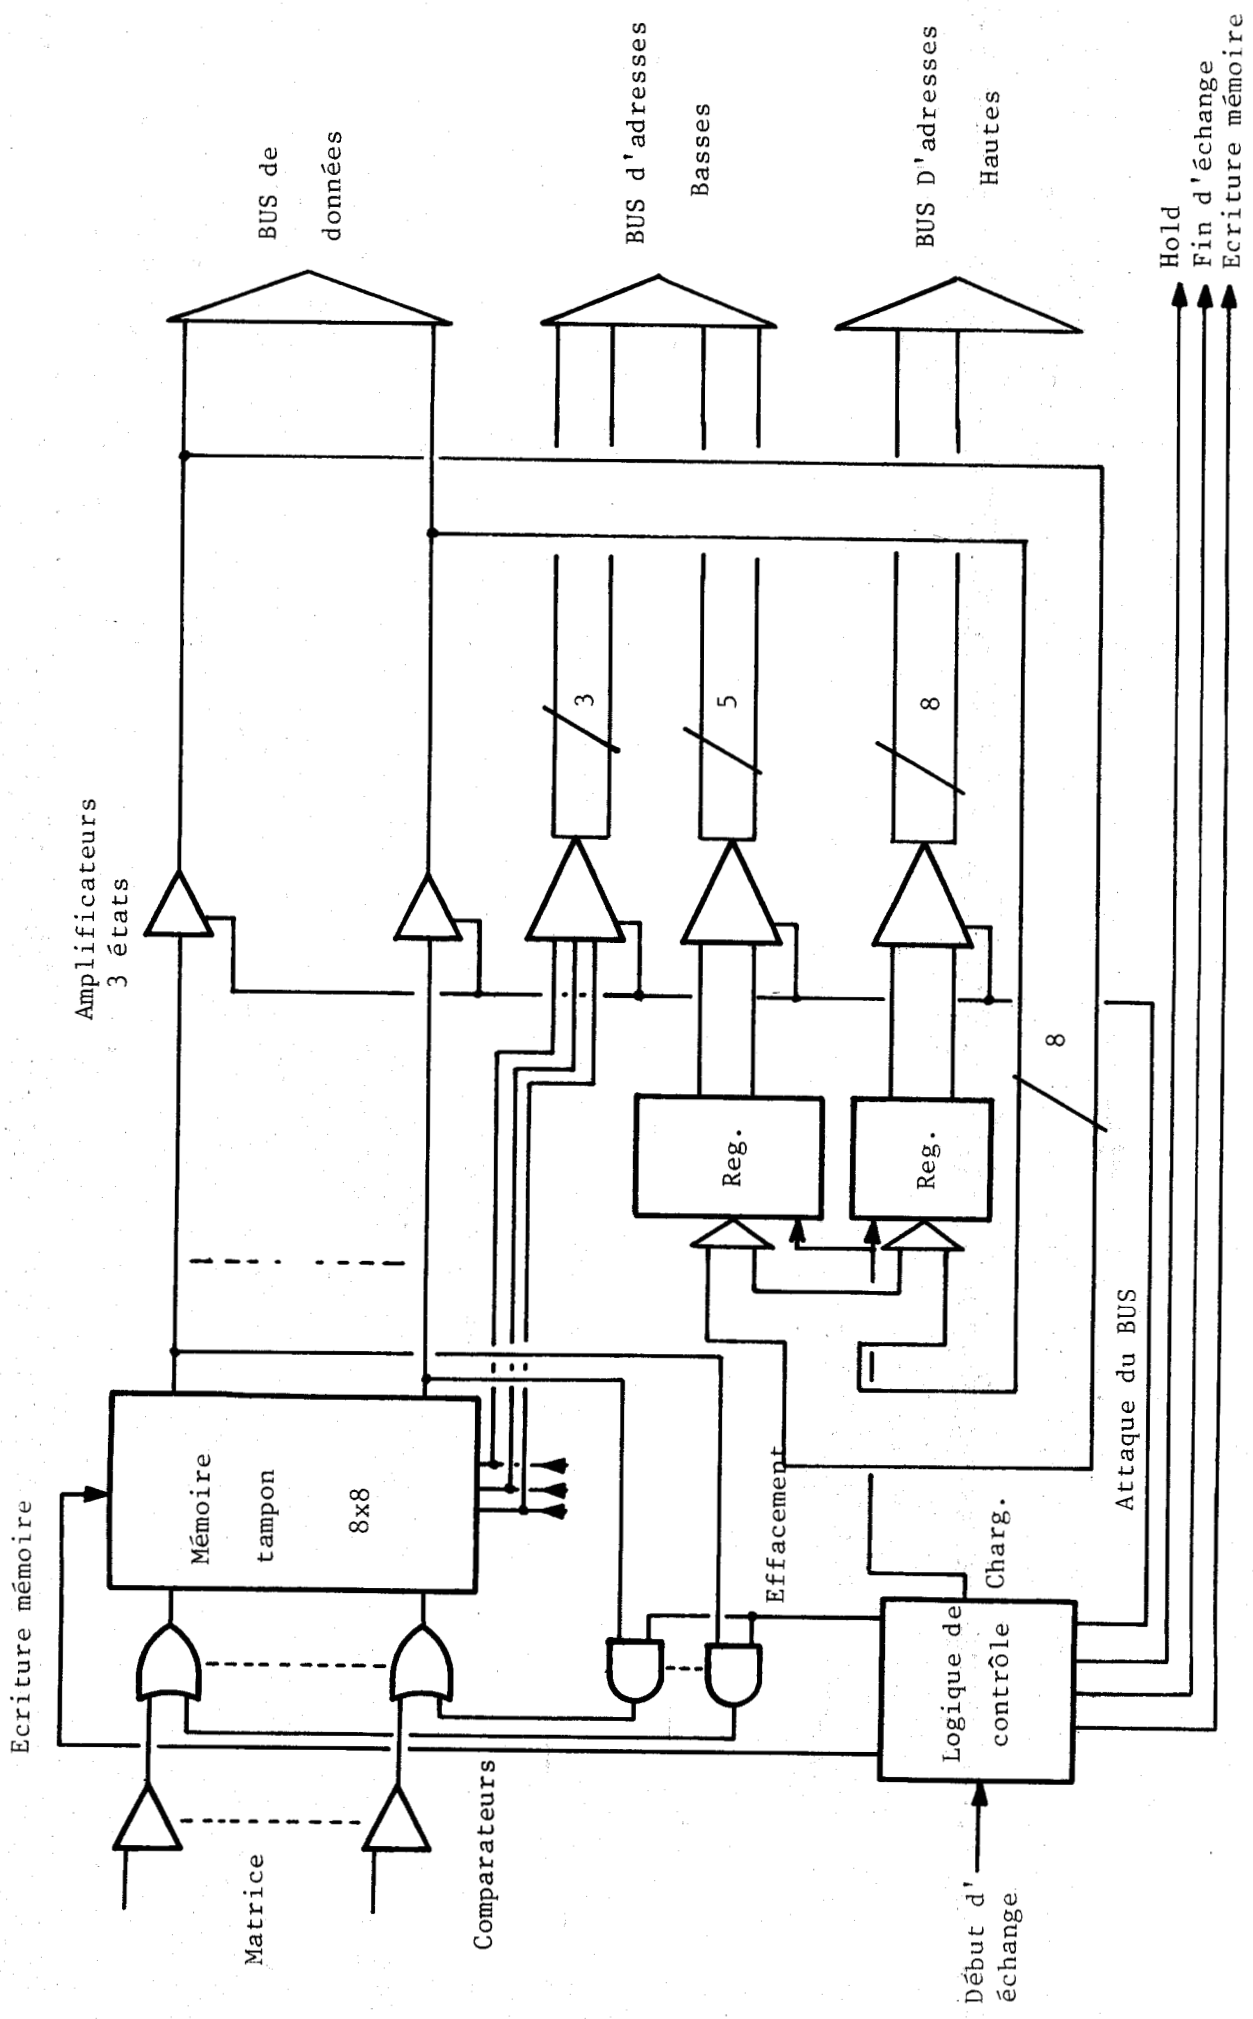 Ecriture mémoire
Matrice
Comparateurs
Mémoire
tampon
8x8
Amplificateurs
3 états
BUS de
données
BUS d'adresses
Basses
BUS D'adresses
Hautes
3
5
8
8
Reg.
Reg.
Effacement
Charg.
Attaque du BUS
Logique de
contrôle
Début d'
échange
Hold
Fin d'échange
Ecriture mémoire